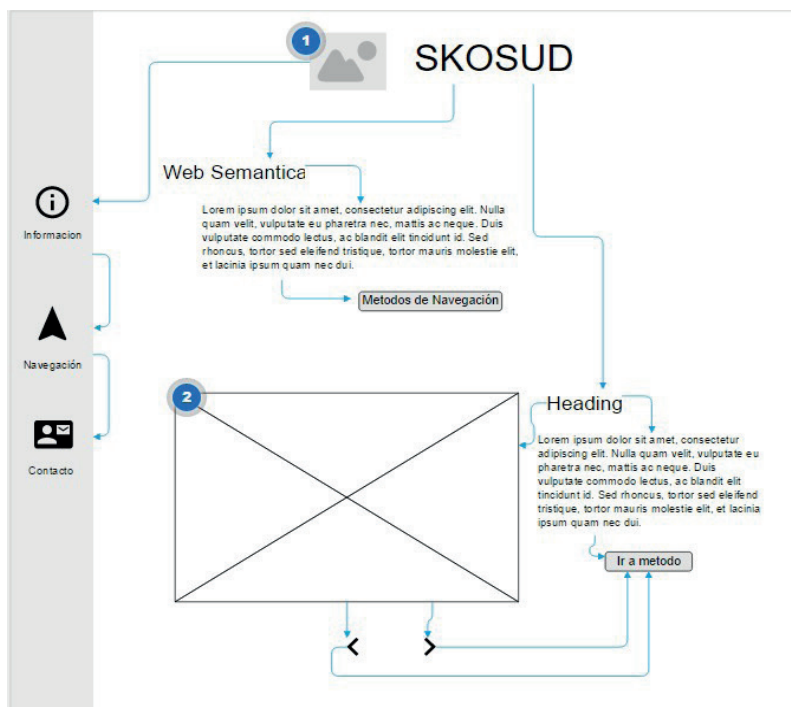 1
SKOSUD
Informacion
Navegación
Contacto
Web Semantica
Lorem ipsum dolor sit amet, consectetur adipiscing elit. Nulla
quam velit, vulputate eu pharetra nec, mattis ac neque. Duis
vulputate commodo lectus, ac blandit elit tincidunt id. Sed
rhoncus, tortor sed eleifend tristique, tortor mauris molestie elit,
et lacinia ipsum quam nec dui.
Metodos de Navegación
2
Heading
Lorem ipsum dolor sit amet, consectetur
adipiscing elit. Nulla quam velit, vulputate eu
pharetra nec, mattis ac neque. Duis
vulputate commodo lectus, ac blandit elit
tincidunt id. Sed rhoncus, tortor sed eleifend
tristique, tortor mauris molestie elit, et lacinia
ipsum quam nec dui.
Ir a metodo